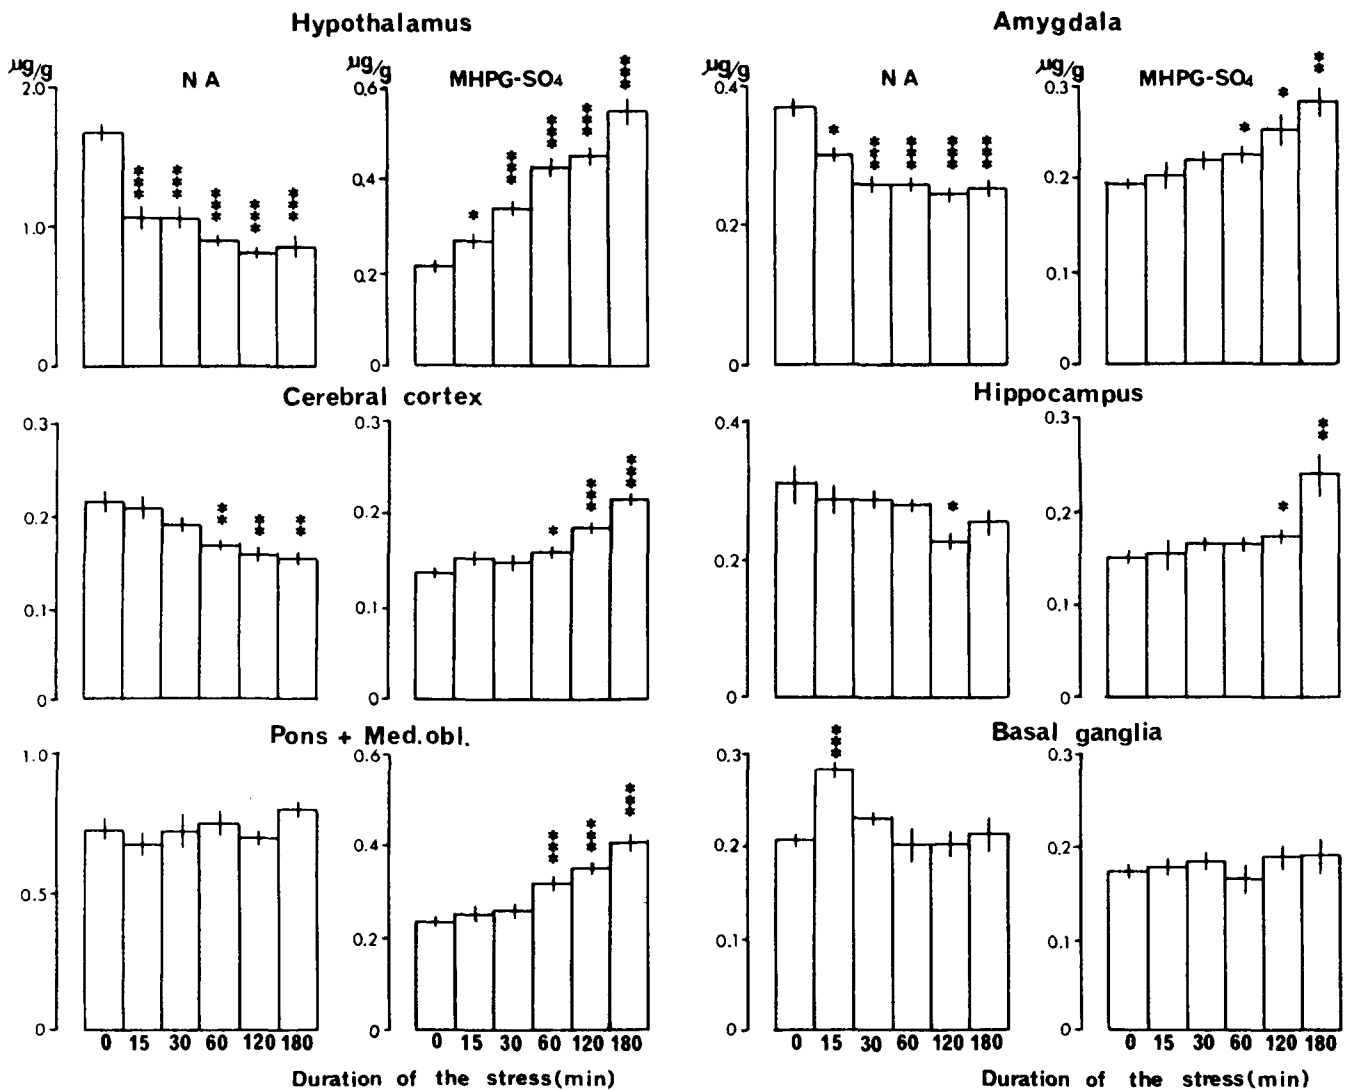 Hypothalamus
Amygdala
µg/g
NA
µg/g
MHPG-SO4
***
µg/g
NA
µg/g
MHPG-SO4
**
2.0
1.0
0
*** *** *** *** ***
0.6
0.4
0.2
0
* *** *** ***
0.4
0.2
0
* *** *** *** ***
0.3
0.2
0.1
0
* *
Cerebral cortex
Hippocampus
0.3
0.2
0.1
0
** ** **
0.3
0.2
0.1
0
* *** ***
0.4
0.2
0
*
0.3
0.2
0.1
0
* **
Pons + Med.obl.
Basal ganglia
1.0
0.5
0
0.6
0.4
0.2
0
*** *** ***
0.3
0.2
0.1
0
***
0.3
0.2
0.1
0
0 15 30 60 120 180
0 15 30 60 120 180
0 15 30 60 120 180
0 15 30 60 120 180
Duration of the stress(min)
Duration of the stress(min)